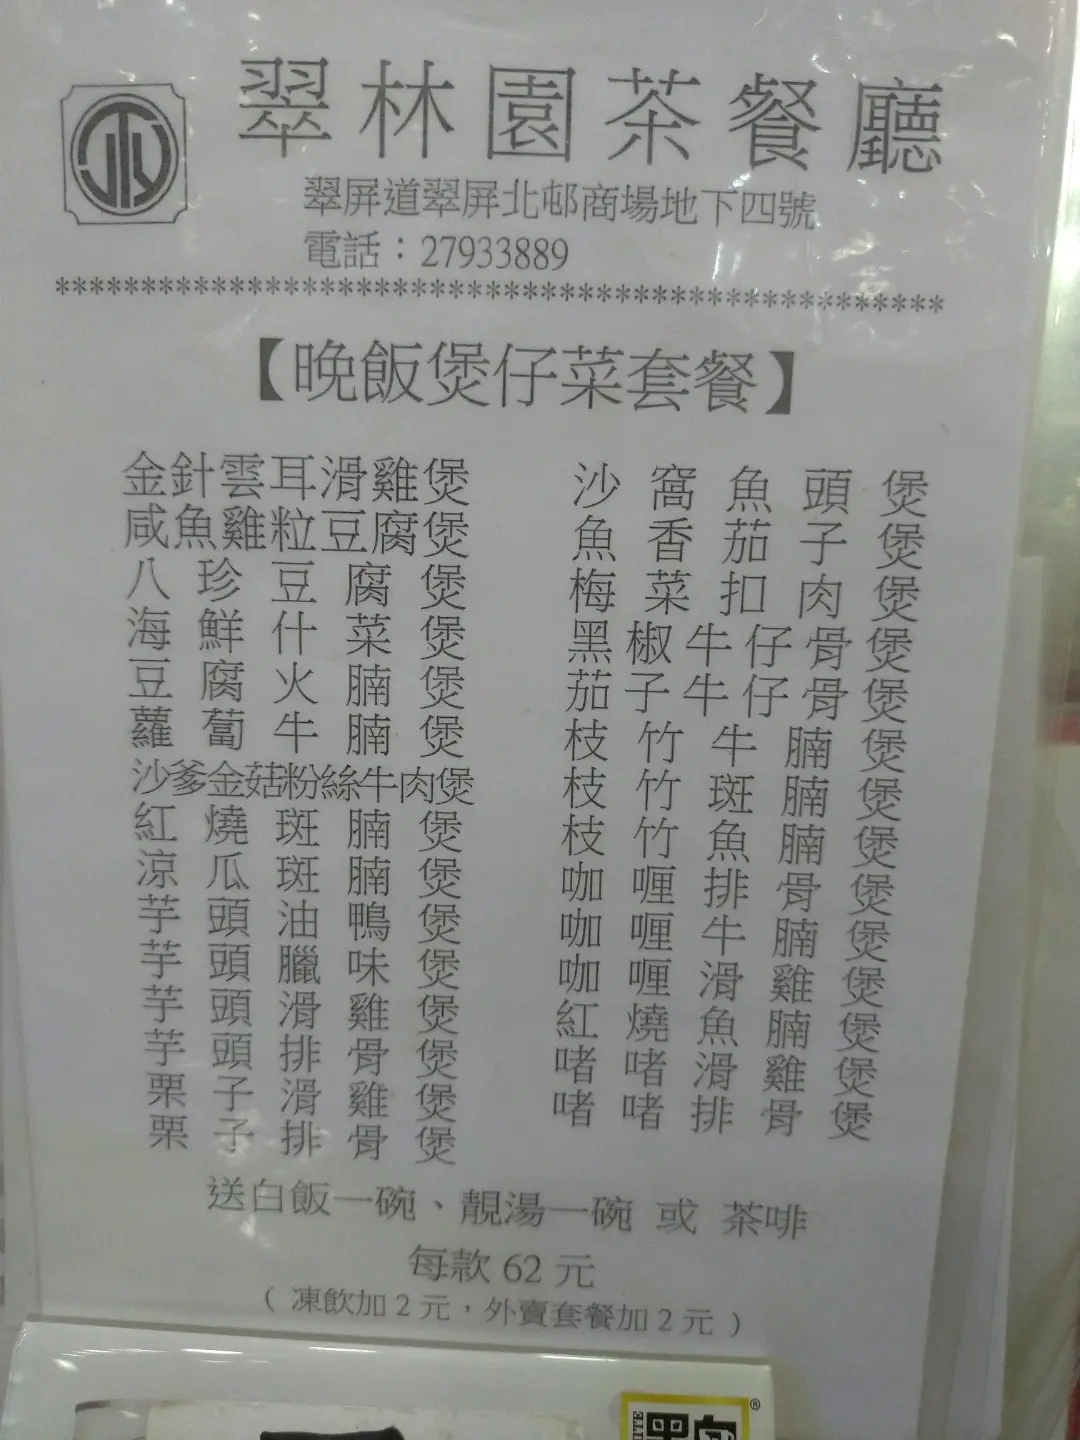 翠林園茶餐廳
翠屏道翠屏北邨商場地下四號
電話：27933889
******************************************************
【晚飯煲仔菜套餐】
金針雲耳滑雞煲
咸魚雞粒豆腐煲
八珍豆腐煲
海鮮什菜煲
豆腐火腩煲
蘿蔔牛腩煲
沙爹金菇粉絲牛肉煲
紅燒斑腩煲
涼瓜斑腩煲
芋頭油鴨煲
芋頭臘味煲
芋頭滑雞煲
芋頭排骨煲
栗子滑雞煲
栗子排骨煲
沙窩魚頭煲
魚香茄子煲
梅菜扣肉煲
黑椒牛仔骨煲
茄子牛仔骨煲
枝竹牛腩煲
枝竹斑腩煲
枝竹魚腩煲
咖喱排骨煲
咖喱牛腩煲
咖喱滑雞煲
紅燒魚腩煲
啫啫滑雞煲
啫啫排骨煲
送白飯一碗、靚湯一碗 或 茶啡
每款 62 元
（ 凍飲加 2 元，外賣套餐加 2 元 ）